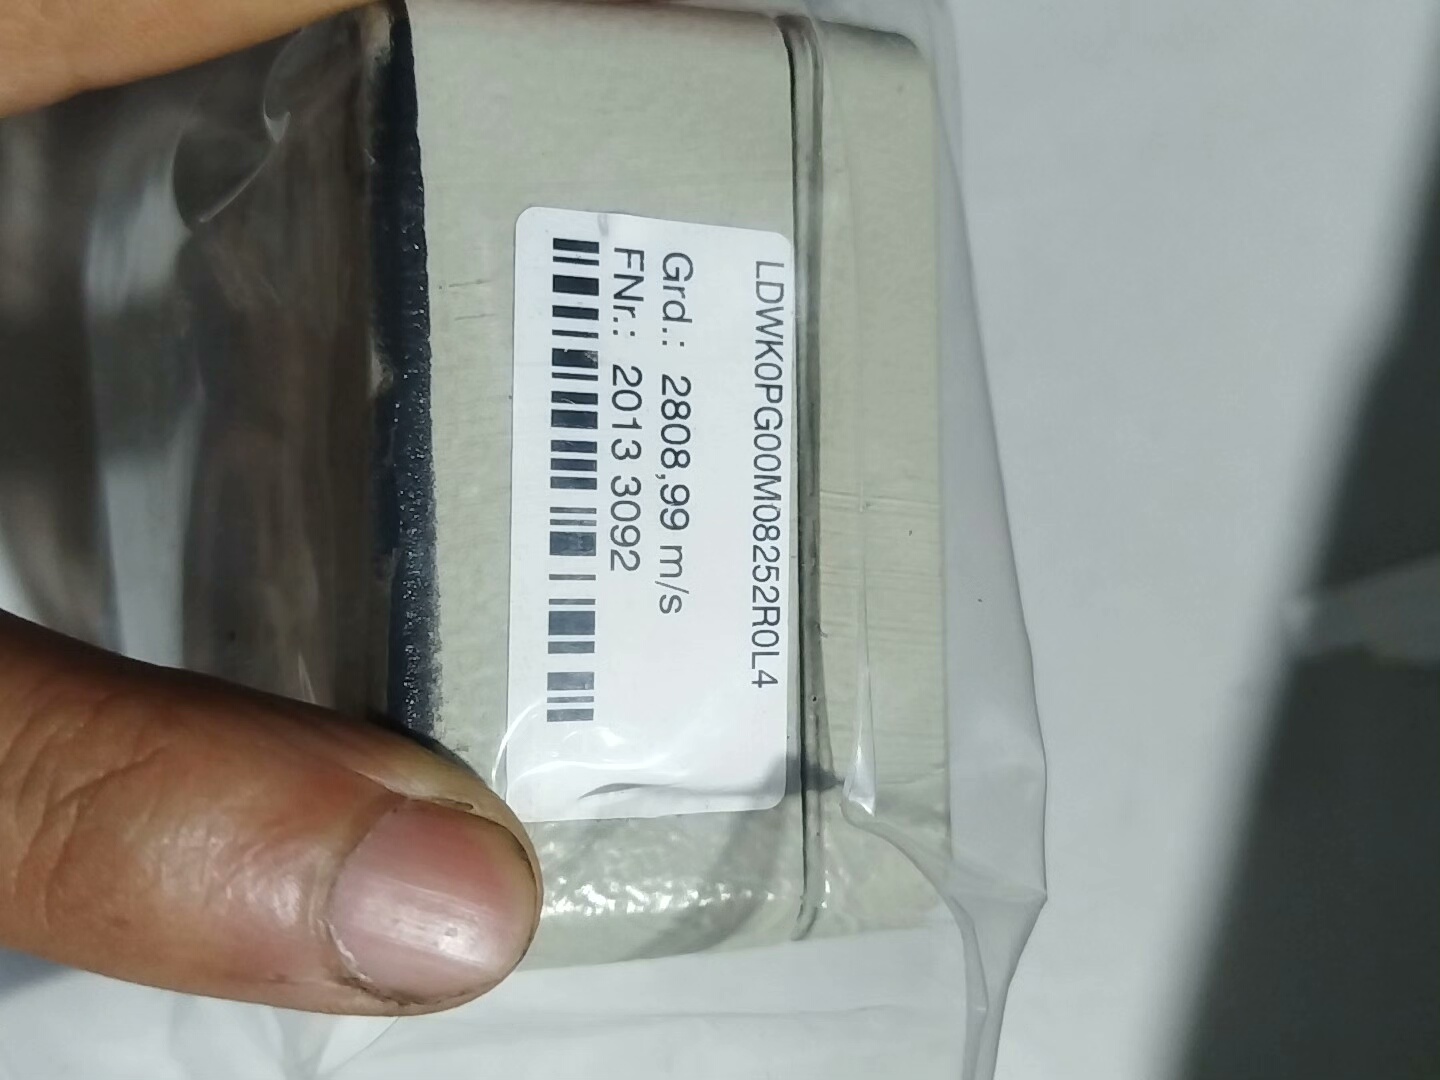 LDWK0PG00M08252R0L4
Grd.: 2808,99 m/s
FNr.: 2013 3092